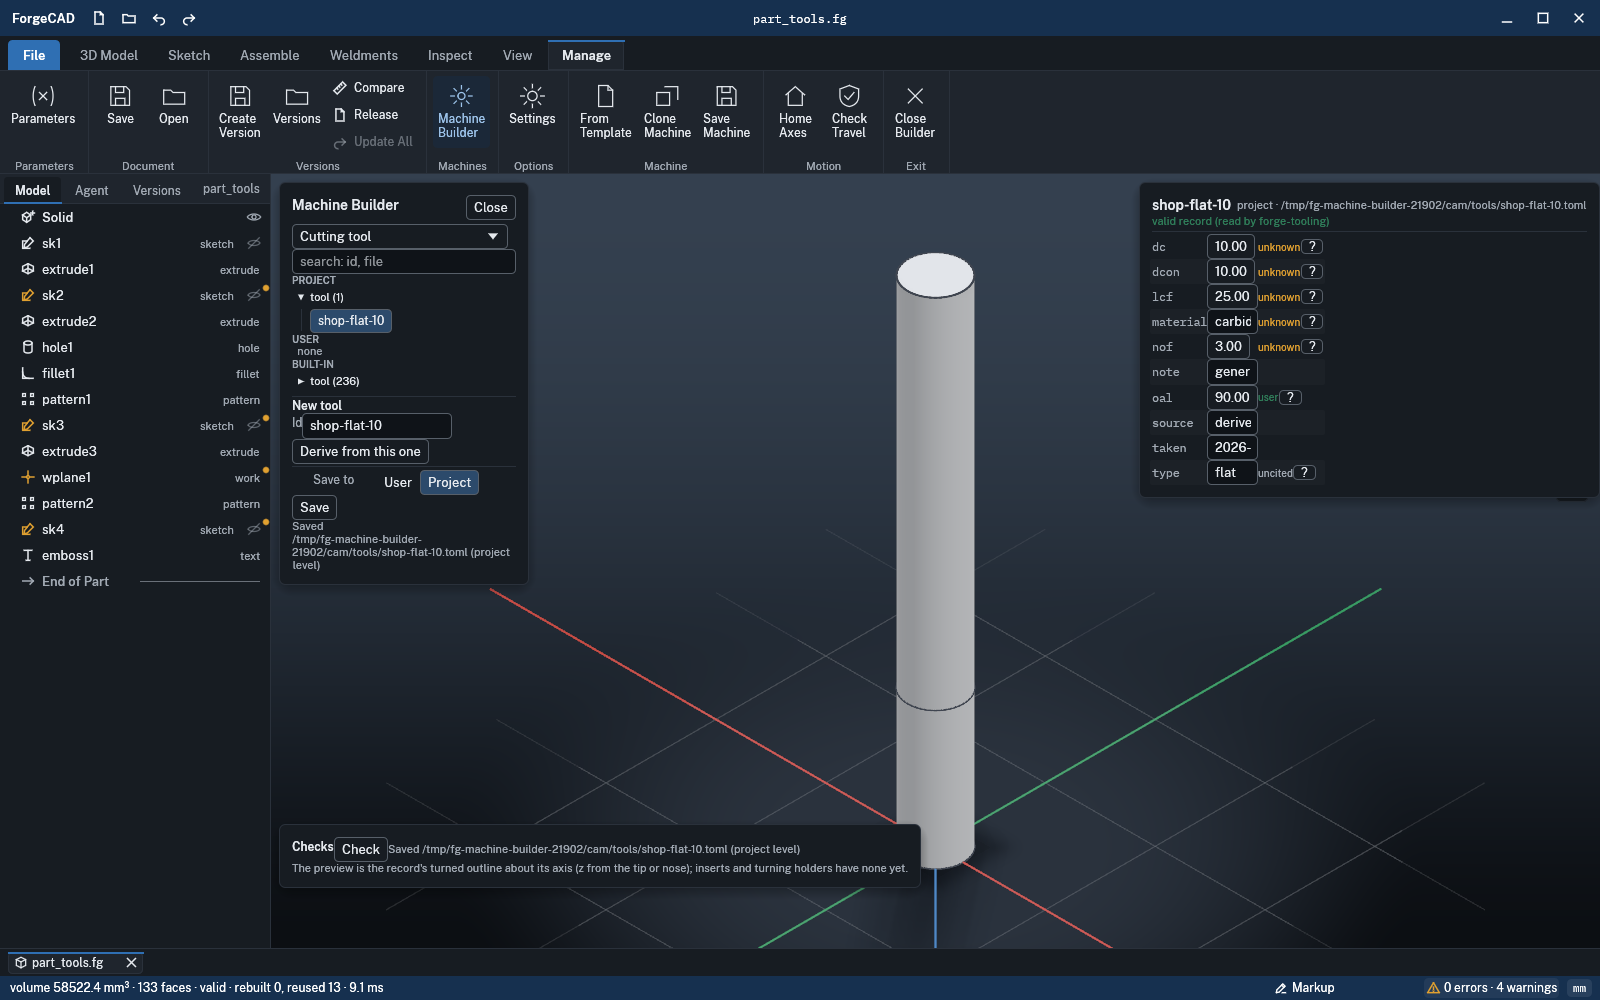 ForgeCAD
part_tools.fg
File 3D Model Sketch Assemble Weldments Inspect View Manage
Parameters
Save
Open
Create Version
Versions
Compare
Release
Update All
Machine Builder
Settings
From Template
Clone Machine
Save Machine
Home Axes
Check Travel
Close Builder
Parameters Document Versions Machines Options Machine Motion Exit
Model Agent Versions part_tools
Solid
sk1 sketch
extrude1 extrude
sk2 sketch
extrude2 extrude
hole1 hole
fillet1 fillet
pattern1 pattern
sk3 sketch
extrude3 extrude
wplane1 work
pattern2 pattern
sk4 sketch
emboss1 text
End of Part
Machine Builder Close
Cutting tool
search: id, file
PROJECT
tool (1)
shop-flat-10
USER
none
BUILT-IN
tool (236)
New tool
Id shop-flat-10
Derive from this one
Save to User Project
Save
Saved
/tmp/fg-machine-builder-
21902/cam/tools/shop-flat-10.toml (project
level)
shop-flat-10 project · /tmp/fg-machine-builder-21902/cam/tools/shop-flat-10.toml
valid record (read by forge-tooling)
dc 10.00 unknown ?
dcon 10.00 unknown ?
lcf 25.00 unknown ?
material carbid unknown ?
nof 3.00 unknown ?
note gener
oal 90.00 user ?
source derive
taken 2026-
type flat uncited ?
Checks Check Saved /tmp/fg-machine-builder-21902/cam/tools/shop-flat-10.toml (project level)
The preview is the record's turned outline about its axis (z from the tip or nose); inserts and turning holders have none yet.
part_tools.fg
volume 58522.4 mm³ · 133 faces · valid · rebuilt 0, reused 13 · 9.1 ms
Markup
0 errors · 4 warnings
mm